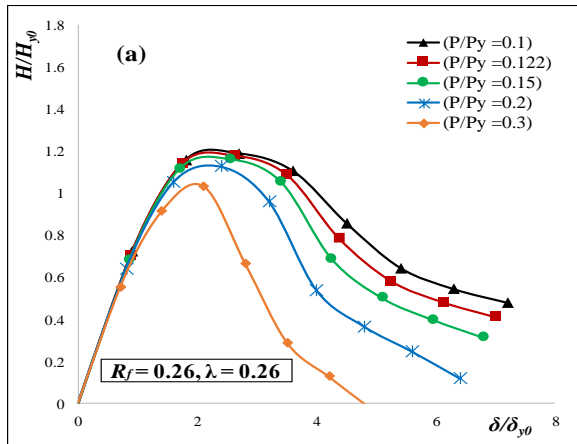 H/Hy0
1.8
1.6
1.4
1.2
1
0.8
0.6
0.4
0.2
0
(a)
(P/Py =0.1)
(P/Py =0.122)
(P/Py =0.15)
(P/Py =0.2)
(P/Py =0.3)
Rf = 0.26, λ = 0.26
0 2 4 6 8
δ/δy0